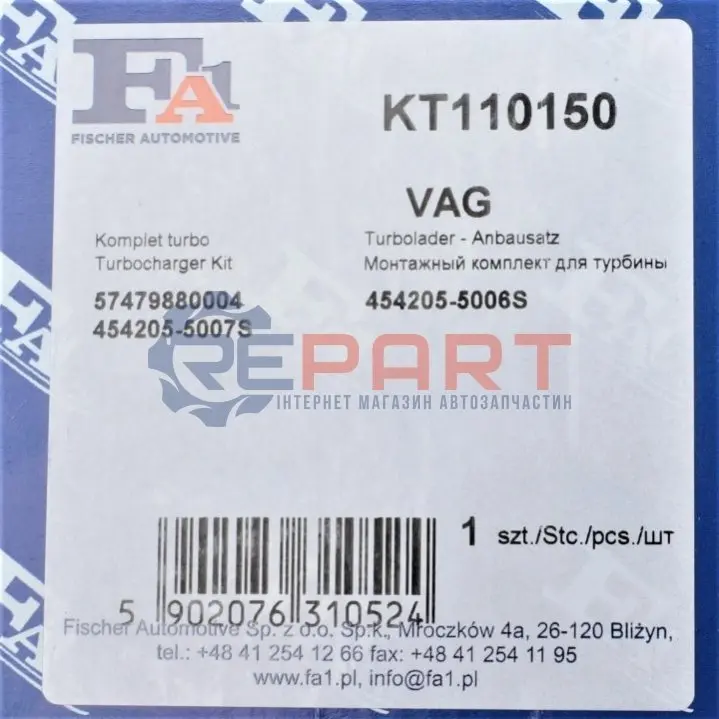 FA1
FISCHER AUTOMOTIVE
KT110150
VAG
Komplet turbo
Turbocharger Kit
Turbolader - Anbausatz
Монтажный комплект для турбины
57479880004
454205-5007S
454205-5006S
REPART
ІНТЕРНЕТ МАГАЗИН АВТОЗАПЧАСТИН
1 szt./Stc./pcs./шт
5 902076 310524
Fischer Automotive Sp. z o.o. Sp.k., Mroczków 4a, 26-120 Bliżyn,
tel.: +48 41 254 12 66 fax: +48 41 254 11 95
www.fa1.pl, info@fa1.pl